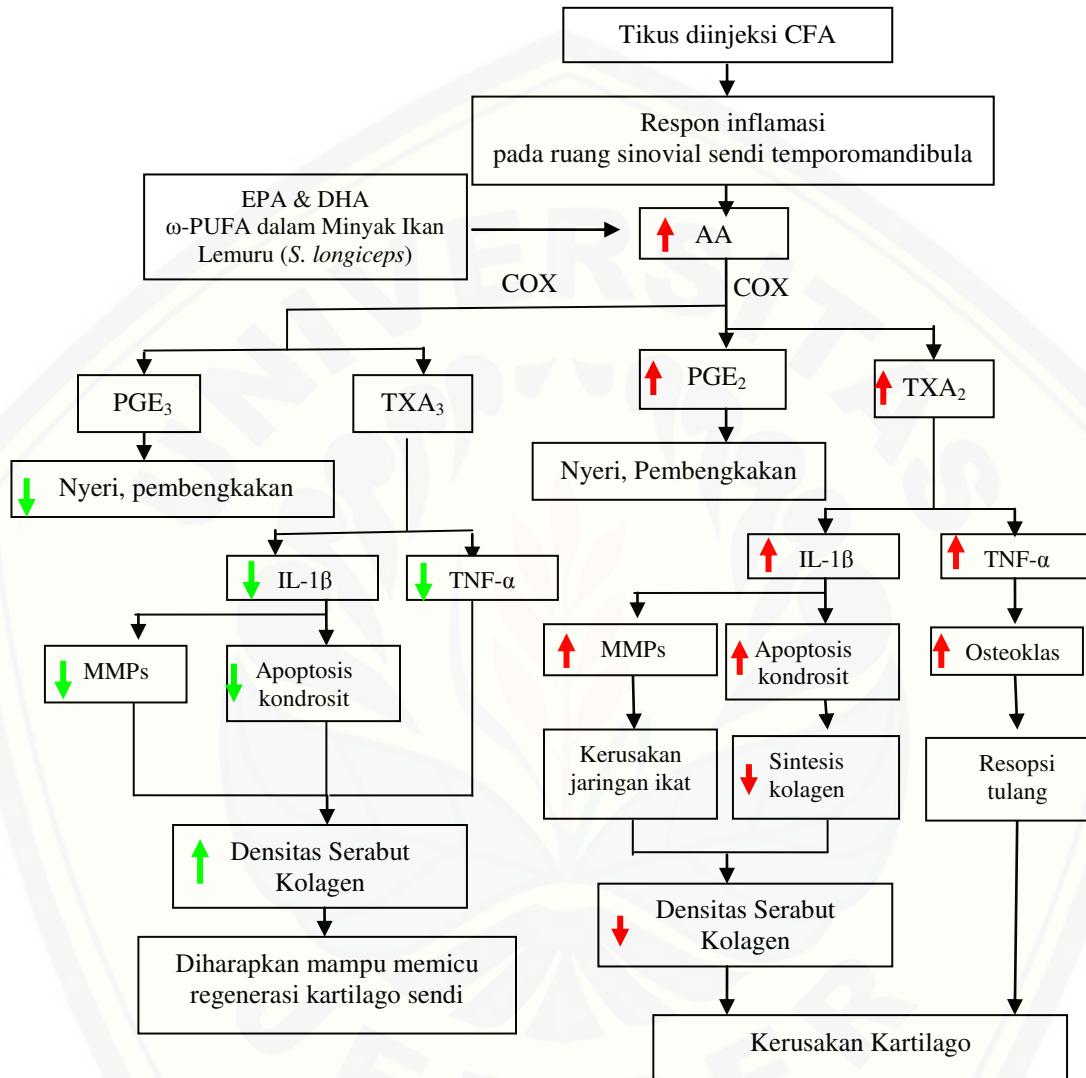 Tikus diinjeksi CFA
Respon inflamasi
pada ruang sinovial sendi temporomandibula
EPA & DHA
ω-PUFA dalam Minyak Ikan
Lemuru (S. longiceps)
AA
COX
COX
PGE₃
TXA₃
PGE₂
TXA₂
Nyeri, pembengkakan
Nyeri, Pembengkakan
IL-1β
TNF-α
IL-1β
TNF-α
MMPs
Apoptosis
kondrosit
MMPs
Apoptosis
kondrosit
Osteoklas
Kerusakan
jaringan ikat
Sintesis
kolagen
Resopsi
tulang
Densitas Serabut
Kolagen
Densitas Serabut
Kolagen
Diharapkan mampu memicu
regenerasi kartilago sendi
Kerusakan Kartilago
UNIVERSITAS